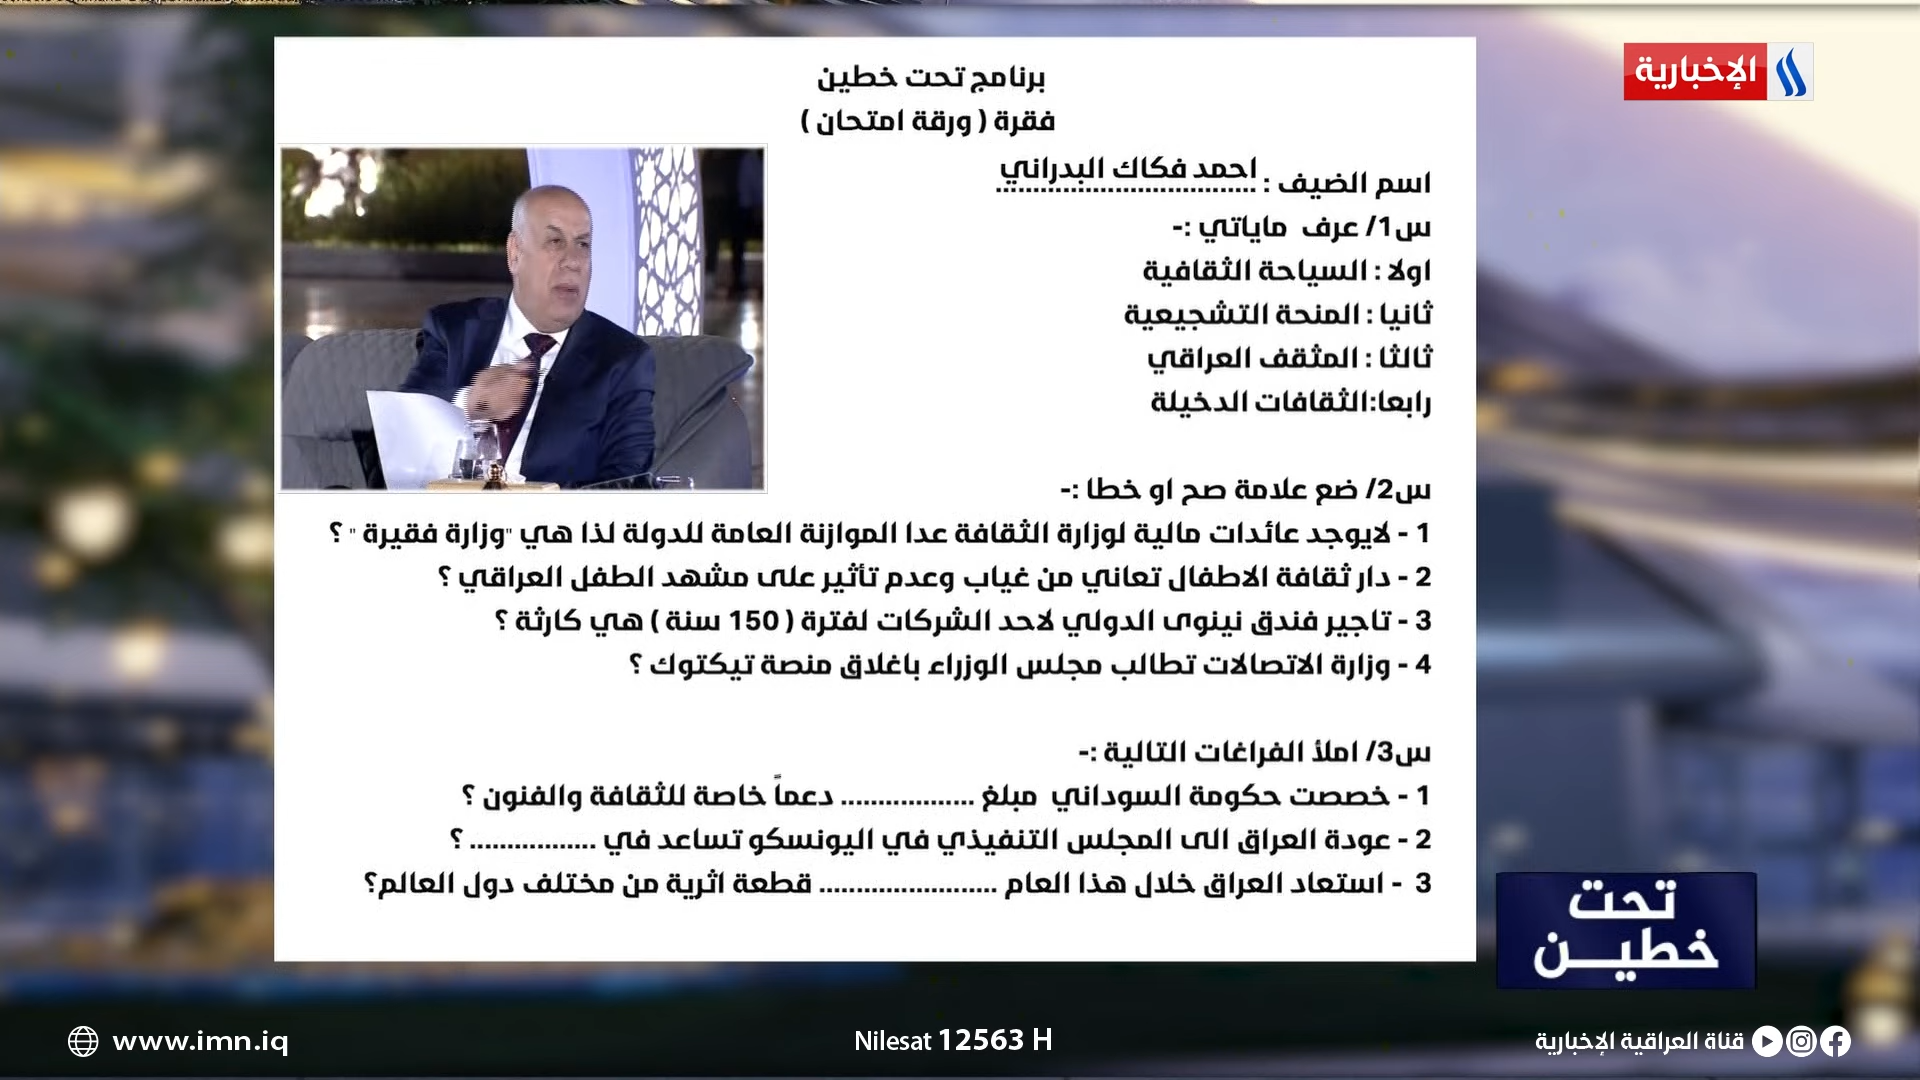 الإخبارية
برنامج تحت خطين
فقرة ( ورقة امتحان )
اسم الضيف : احمد فكاك البدراني
س1/ عرف ماياتي :-
اولا : السياحة الثقافية
ثانيا : المنحة التشجيعية
ثالثا : المثقف العراقي
رابعا:الثقافات الدخيلة
س2/ ضع علامة صح او خطا :-
1 - لايوجد عائدات مالية لوزارة الثقافة عدا الموازنة العامة للدولة لذا هي "وزارة فقيرة " ؟
2 - دار ثقافة الاطفال تعاني من غياب وعدم تأثير على مشهد الطفل العراقي ؟
3 - تاجير فندق نينوى الدولي لاحد الشركات لفترة ( 150 سنة ) هي كارثة ؟
4 - وزارة الاتصالات تطالب مجلس الوزراء باغلاق منصة تيكتوك ؟
س3/ املأ الفراغات التالية :-
1 - خصصت حكومة السوداني مبلغ .................. دعماً خاصة للثقافة والفنون ؟
2 - عودة العراق الى المجلس التنفيذي في اليونسكو تساعد في ................. ؟
3 - استعاد العراق خلال هذا العام ........................ قطعة اثرية من مختلف دول العالم؟
تحت
خطيــن
www.imn.iq
Nilesat 12563 H
قناة العراقية الإخبارية